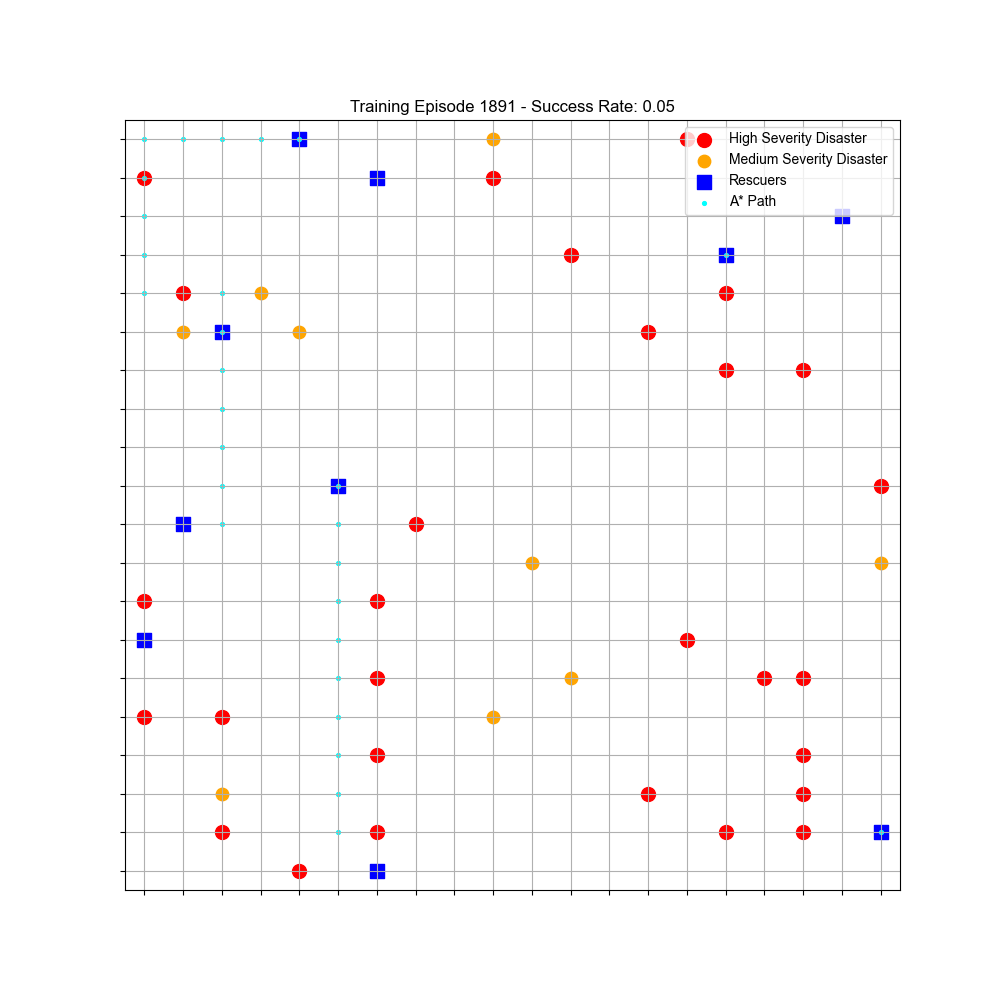 Training Episode 1891 - Success Rate: 0.05
High Severity Disaster
Medium Severity Disaster
Rescuers
A* Path